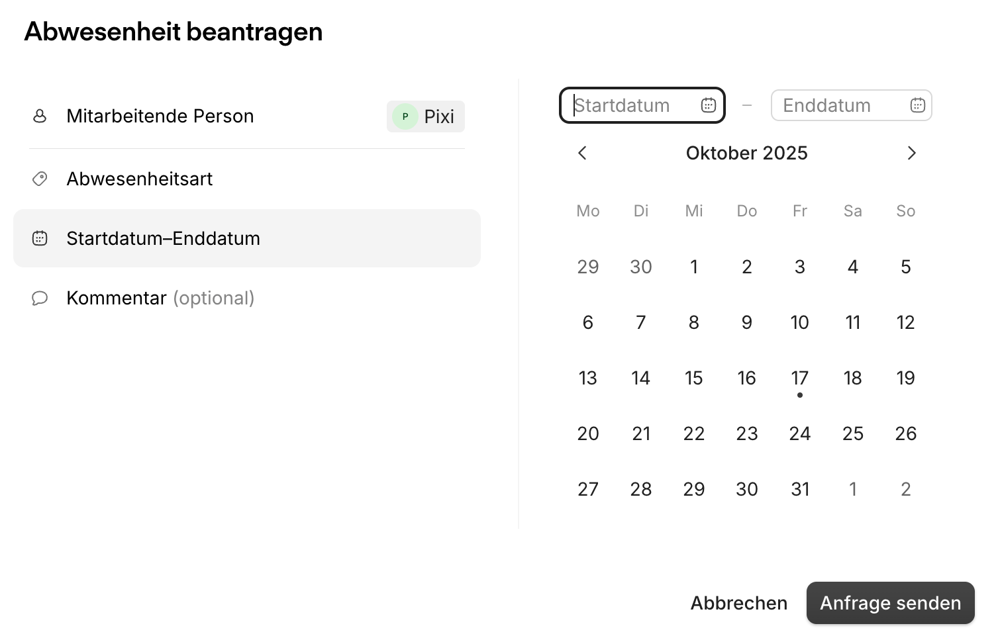 Abwesenheit beantragen
Mitarbeitende Person
P Pixi
Abwesenheitsart
Startdatum–Enddatum
Kommentar (optional)
Startdatum – Enddatum
Oktober 2025
Mo Di Mi Do Fr Sa So
29 30 1 2 3 4 5
6 7 8 9 10 11 12
13 14 15 16 17 18 19
20 21 22 23 24 25 26
27 28 29 30 31 1 2
Abbrechen Anfrage senden